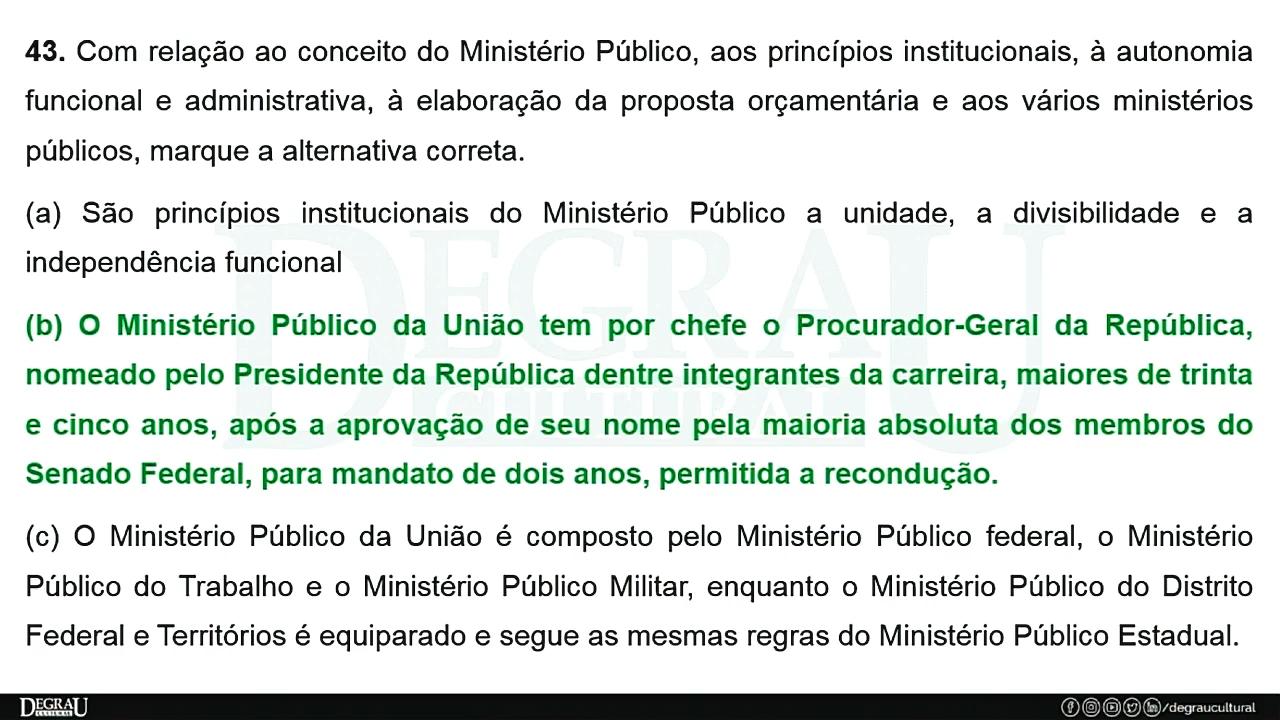 43. Com relação ao conceito do Ministério Público, aos princípios institucionais, à autonomia
funcional e administrativa, à elaboração da proposta orçamentária e aos vários ministérios
públicos, marque a alternativa correta.
(a) São princípios institucionais do Ministério Público a unidade, a divisibilidade e a
independência funcional
(b) O Ministério Público da União tem por chefe o Procurador-Geral da República,
nomeado pelo Presidente da República dentre integrantes da carreira, maiores de trinta
e cinco anos, após a aprovação de seu nome pela maioria absoluta dos membros do
Senado Federal, para mandato de dois anos, permitida a recondução.
(c) O Ministério Público da União é composto pelo Ministério Público federal, o Ministério
Público do Trabalho e o Ministério Público Militar, enquanto o Ministério Público do Distrito
Federal e Territórios é equiparado e segue as mesmas regras do Ministério Público Estadual.
DEGRAU
CULTURAL
DEGRAU
CULTURAL
/degraucultural